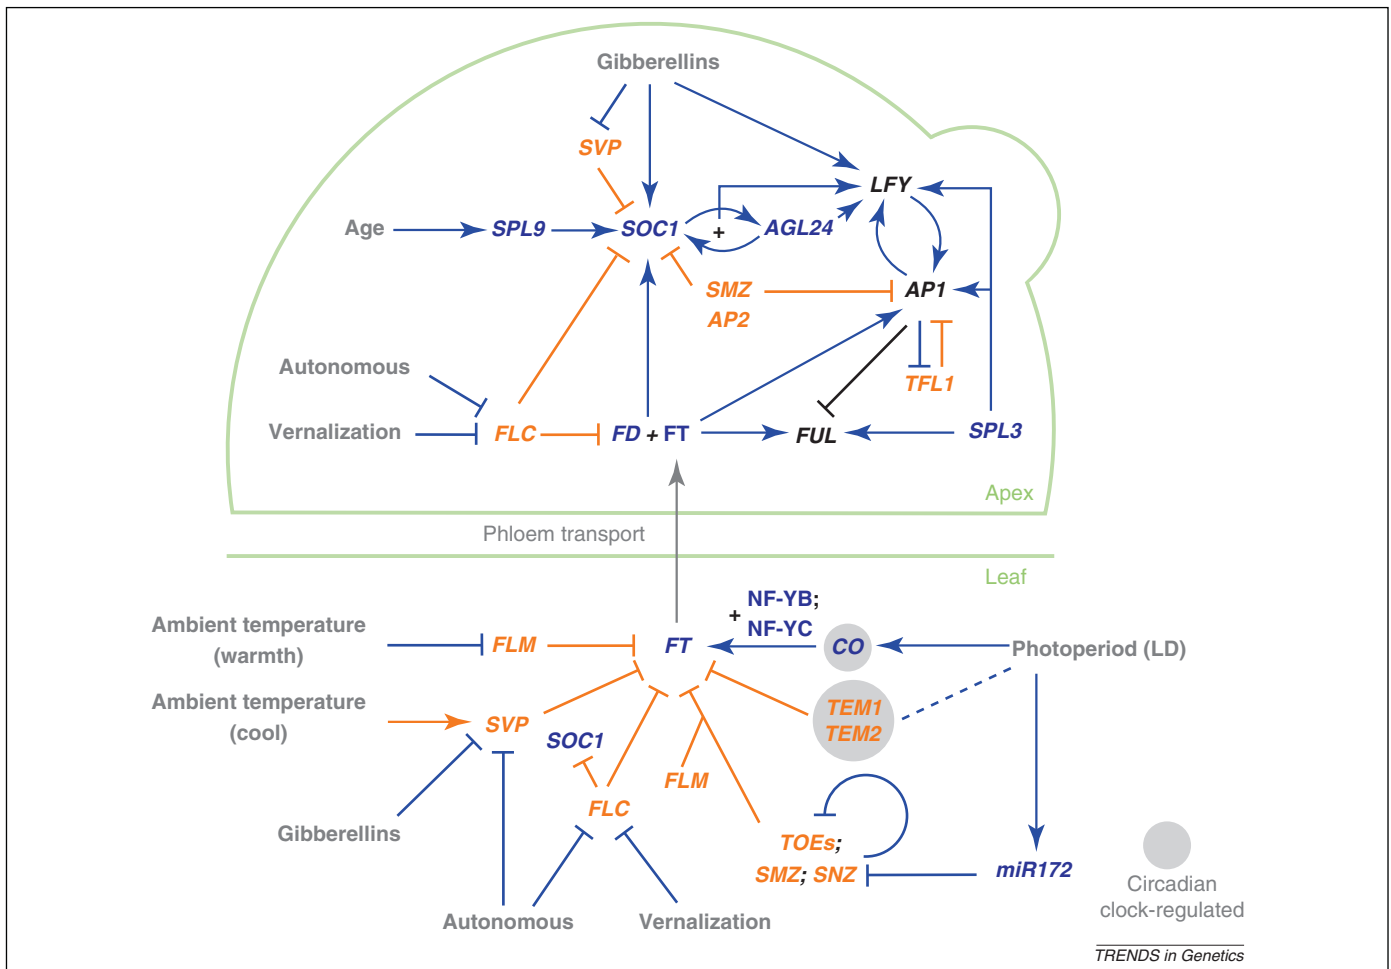 Gibberellins
SVP
LFY
Age
SPL9
SOC1
+
AGL24
SMZ
AP2
AP1
Autonomous
TFL1
Vernalization
FLC
FD + FT
FUL
SPL3
Apex
Phloem transport
Leaf
Ambient temperature
(warmth)
FLM
FT
+
NF-YB;
NF-YC
CO
Photoperiod (LD)
Ambient temperature
(cool)
SVP
SOC1
TEM1
TEM2
FLM
FLC
Gibberellins
TOEs;
SMZ; SNZ
miR172
Autonomous
Vernalization
Circadian
clock-regulated
TRENDS in Genetics